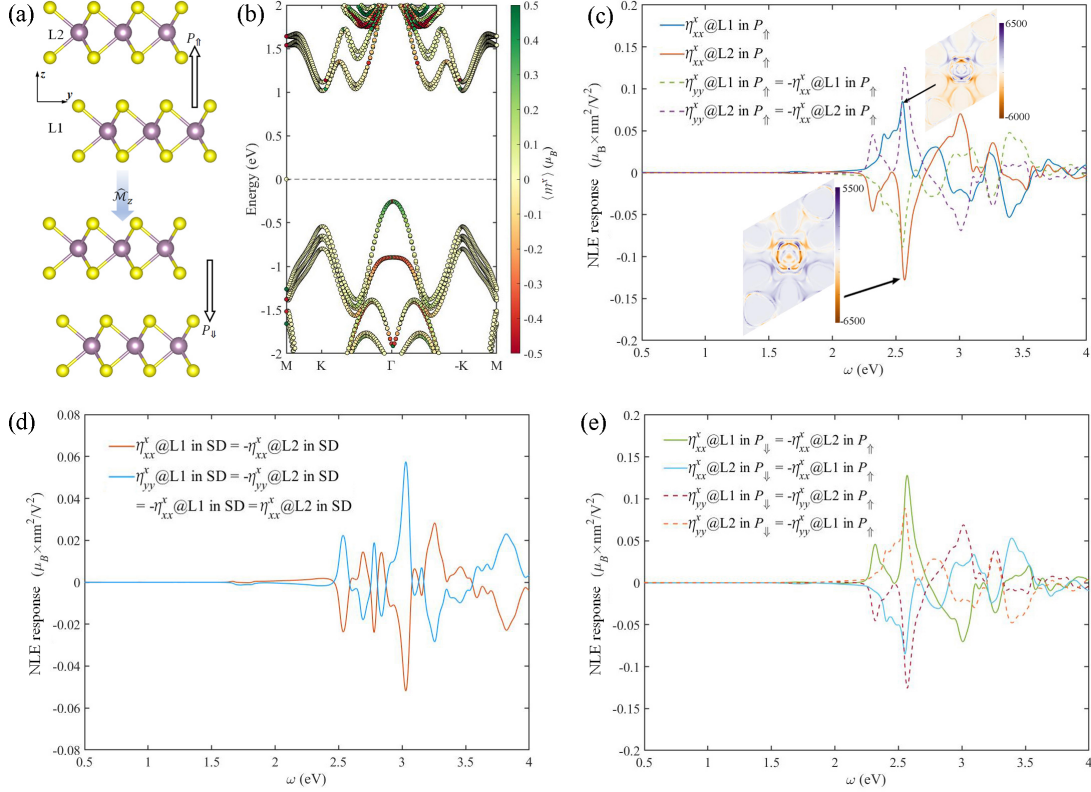 (a)
L2
P⇑
z
y
L1
M̂z
P⇓
(b)
Energy (eV)
2
1.5
1
0.5
0
-0.5
-1
-1.5
-2
M
K
Γ
-K
M
0.5
0.4
0.3
0.2
0.1
0
-0.1
-0.2
-0.3
-0.4
-0.5
⟨m^x⟩ (μ_B)
(c)
η^x_xx@L1 in P⇑
η^x_xx@L2 in P⇑
η^x_yy@L1 in P⇑ = -η^x_xx@L1 in P⇑
η^x_yy@L2 in P⇑ = -η^x_xx@L2 in P⇑
6500
-6000
5500
-6500
NLE response (μ_B×nm²/V²)
0.2
0.15
0.1
0.05
0
-0.05
-0.1
-0.15
-0.2
0.5
1
1.5
2
2.5
3
3.5
4
ω (eV)
(d)
η^x_xx@L1 in SD = -η^x_xx@L2 in SD
η^x_yy@L1 in SD = -η^x_yy@L2 in SD
= -η^x_xx@L1 in SD = η^x_xx@L2 in SD
NLE response (μ_B×nm²/V²)
0.08
0.06
0.04
0.02
0
-0.02
-0.04
-0.06
-0.08
0.5
1
1.5
2
2.5
3
3.5
4
ω (eV)
(e)
η^x_xx@L1 in P⇓ = -η^x_xx@L2 in P⇑
η^x_xx@L2 in P⇓ = -η^x_xx@L1 in P⇑
η^x_yy@L1 in P⇓ = -η^x_yy@L2 in P⇑
η^x_yy@L2 in P⇓ = -η^x_yy@L1 in P⇑
NLE response (μ_B×nm²/V²)
0.2
0.15
0.1
0.05
0
-0.05
-0.1
-0.15
-0.2
0.5
1
1.5
2
2.5
3
3.5
4
ω (eV)